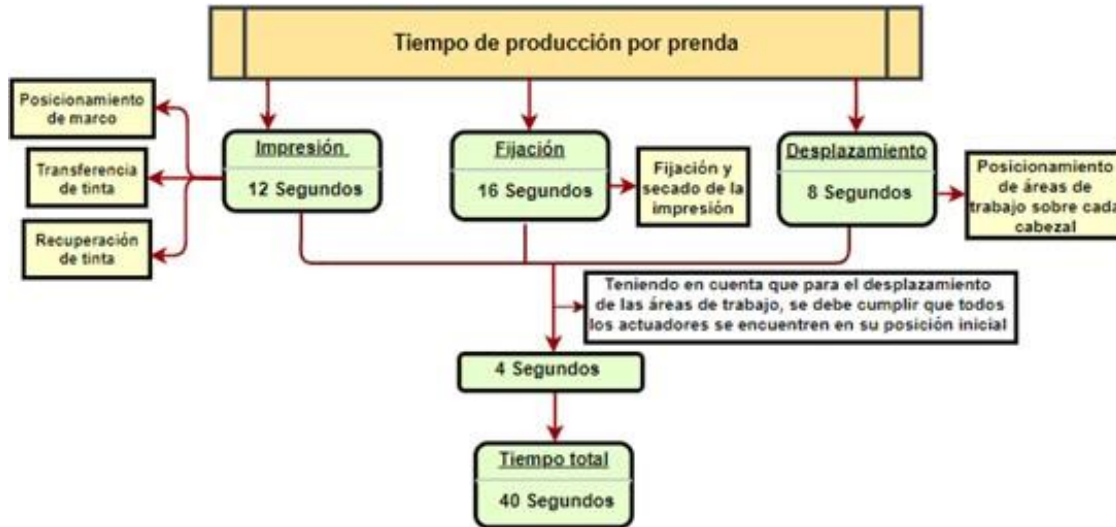 Tiempo de producción por prenda
Posicionamiento
de marco
Transferencia
de tinta
Recuperación
de tinta
Impresión
12 Segundos
Fijación
16 Segundos
Fijación y
secado de la
impresión
Desplazamiento
8 Segundos
Posicionamiento
de áreas de
trabajo sobre cada
cabezal
Teniendo en cuenta que para el desplazamiento
de las áreas de trabajo, se debe cumplir que todos
los actuadores se encuentren en su posición inicial
4 Segundos
Tiempo total
40 Segundos